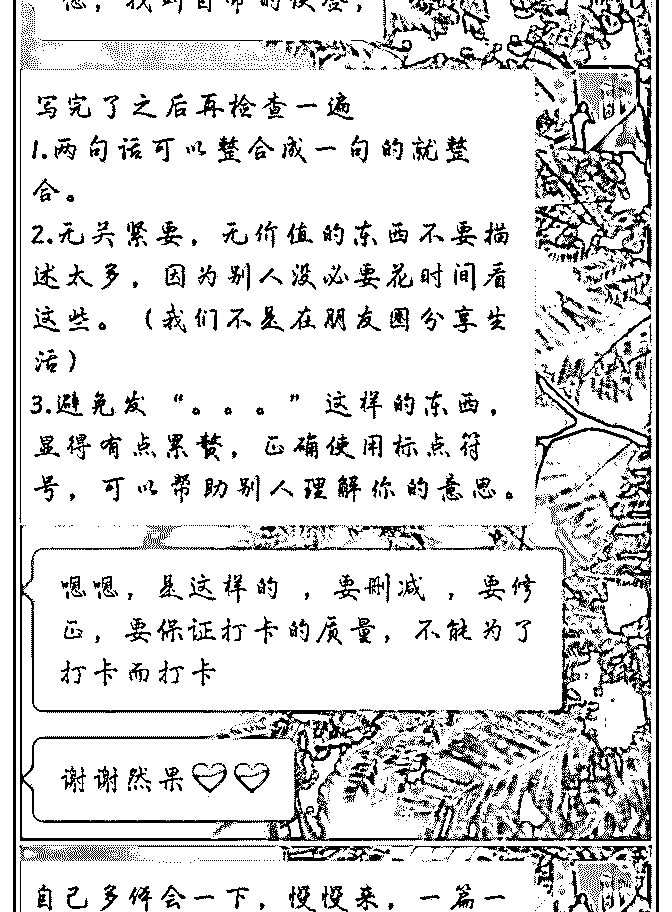 写完了之后再检查一遍
1.两句话可以整合成一句的就整
合。
2.无关紧要，无价值的东西不要描
述太多，因为别人没必要花时间看
这些。（我们不是在朋友圈分享生
活）
3.避免发“。。。”这样的东西，
显得有点累赘，正确使用标点符
号，可以帮助别人理解你的意思。
嗯嗯，是这样的 ，要删减 ，要修
正，要保证打卡的质量，不能为了
打卡而打卡
谢谢然果
自己多体会一下，慢慢来，一篇一